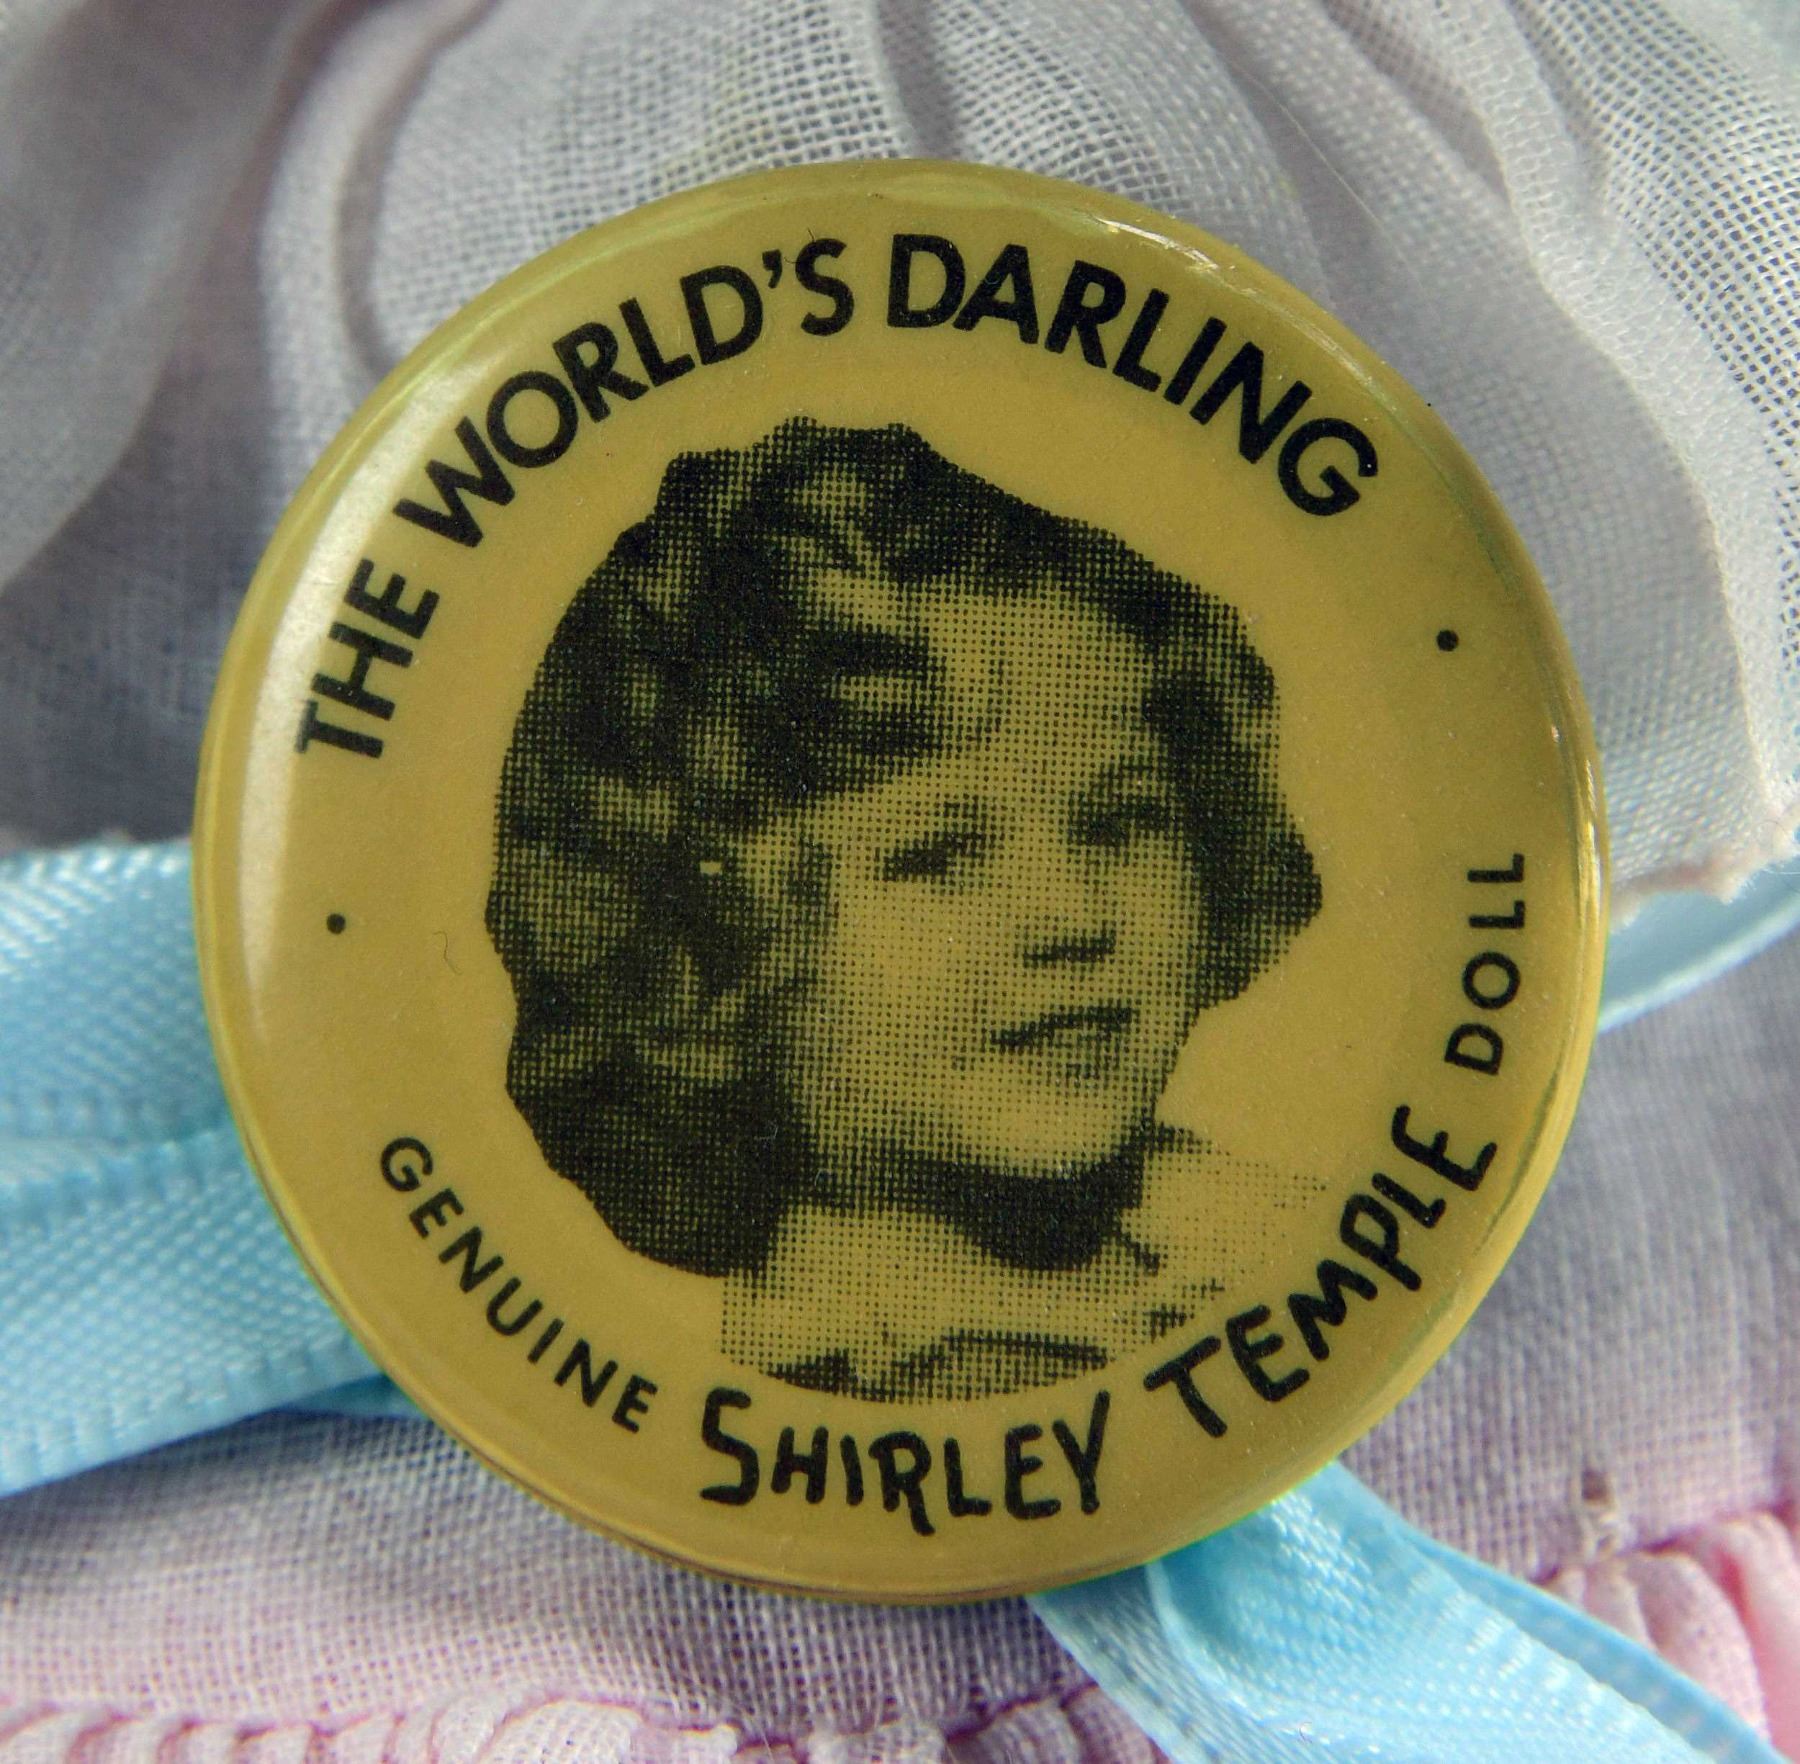 THE WORLD'S DARLING
GENUINE SHIRLEY TEMPLE DOLL